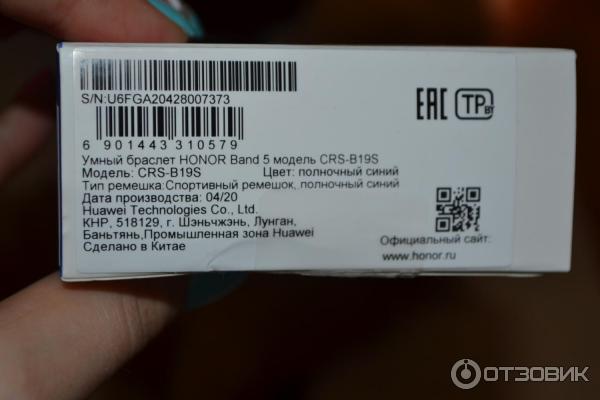 S/N:U6FGA20428007373
EAC TP BY
6 901443 310579
Умный браслет HONOR Band 5 модель CRS-B19S
Модель: CRS-B19S Цвет: полночный синий
Тип ремешка:Спортивный ремешок, полночный синий
Дата производства: 04/20
Huawei Technologies Co., Ltd.
КНР, 518129, г. Шэньчжэнь, Лунган,
Баньтянь,Промышленная зона Huawei
Сделано в Китае
Официальный сайт:
www.honor.ru
ОТЗОВИК